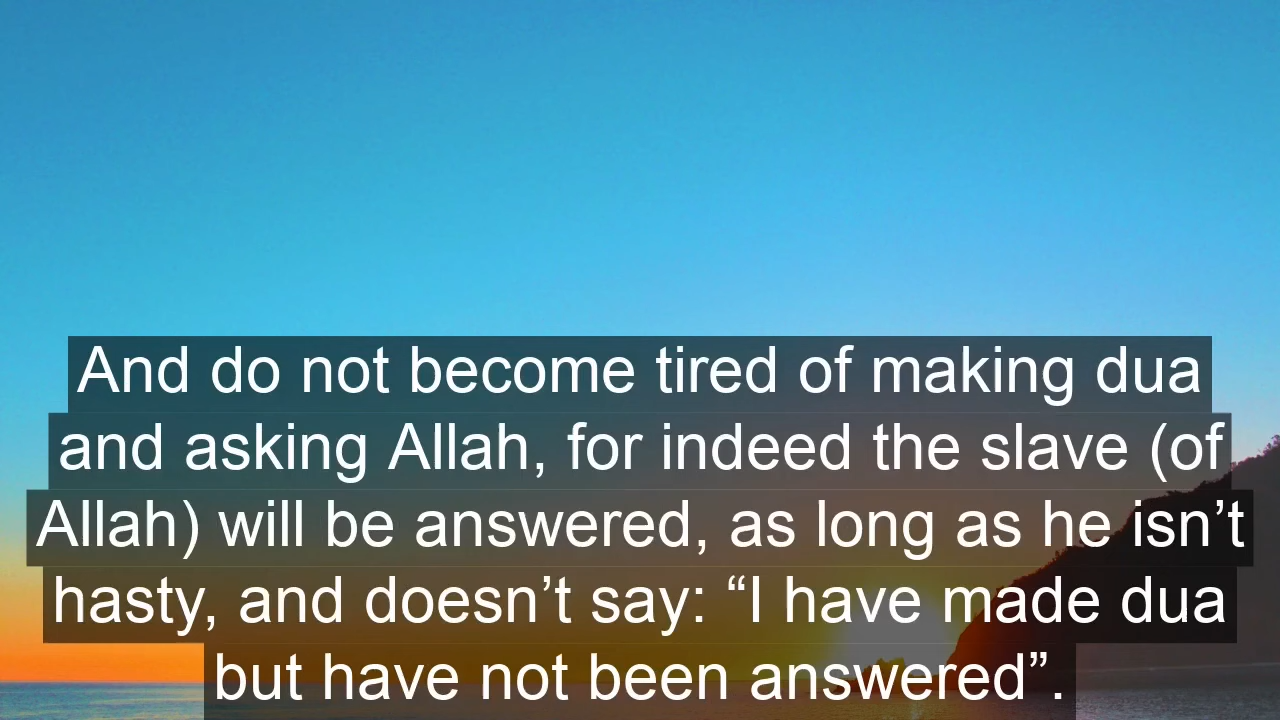 And do not become tired of making dua
and asking Allah, for indeed the slave (of
Allah) will be answered, as long as he isn’t
hasty, and doesn’t say: “I have made dua
but have not been answered”.